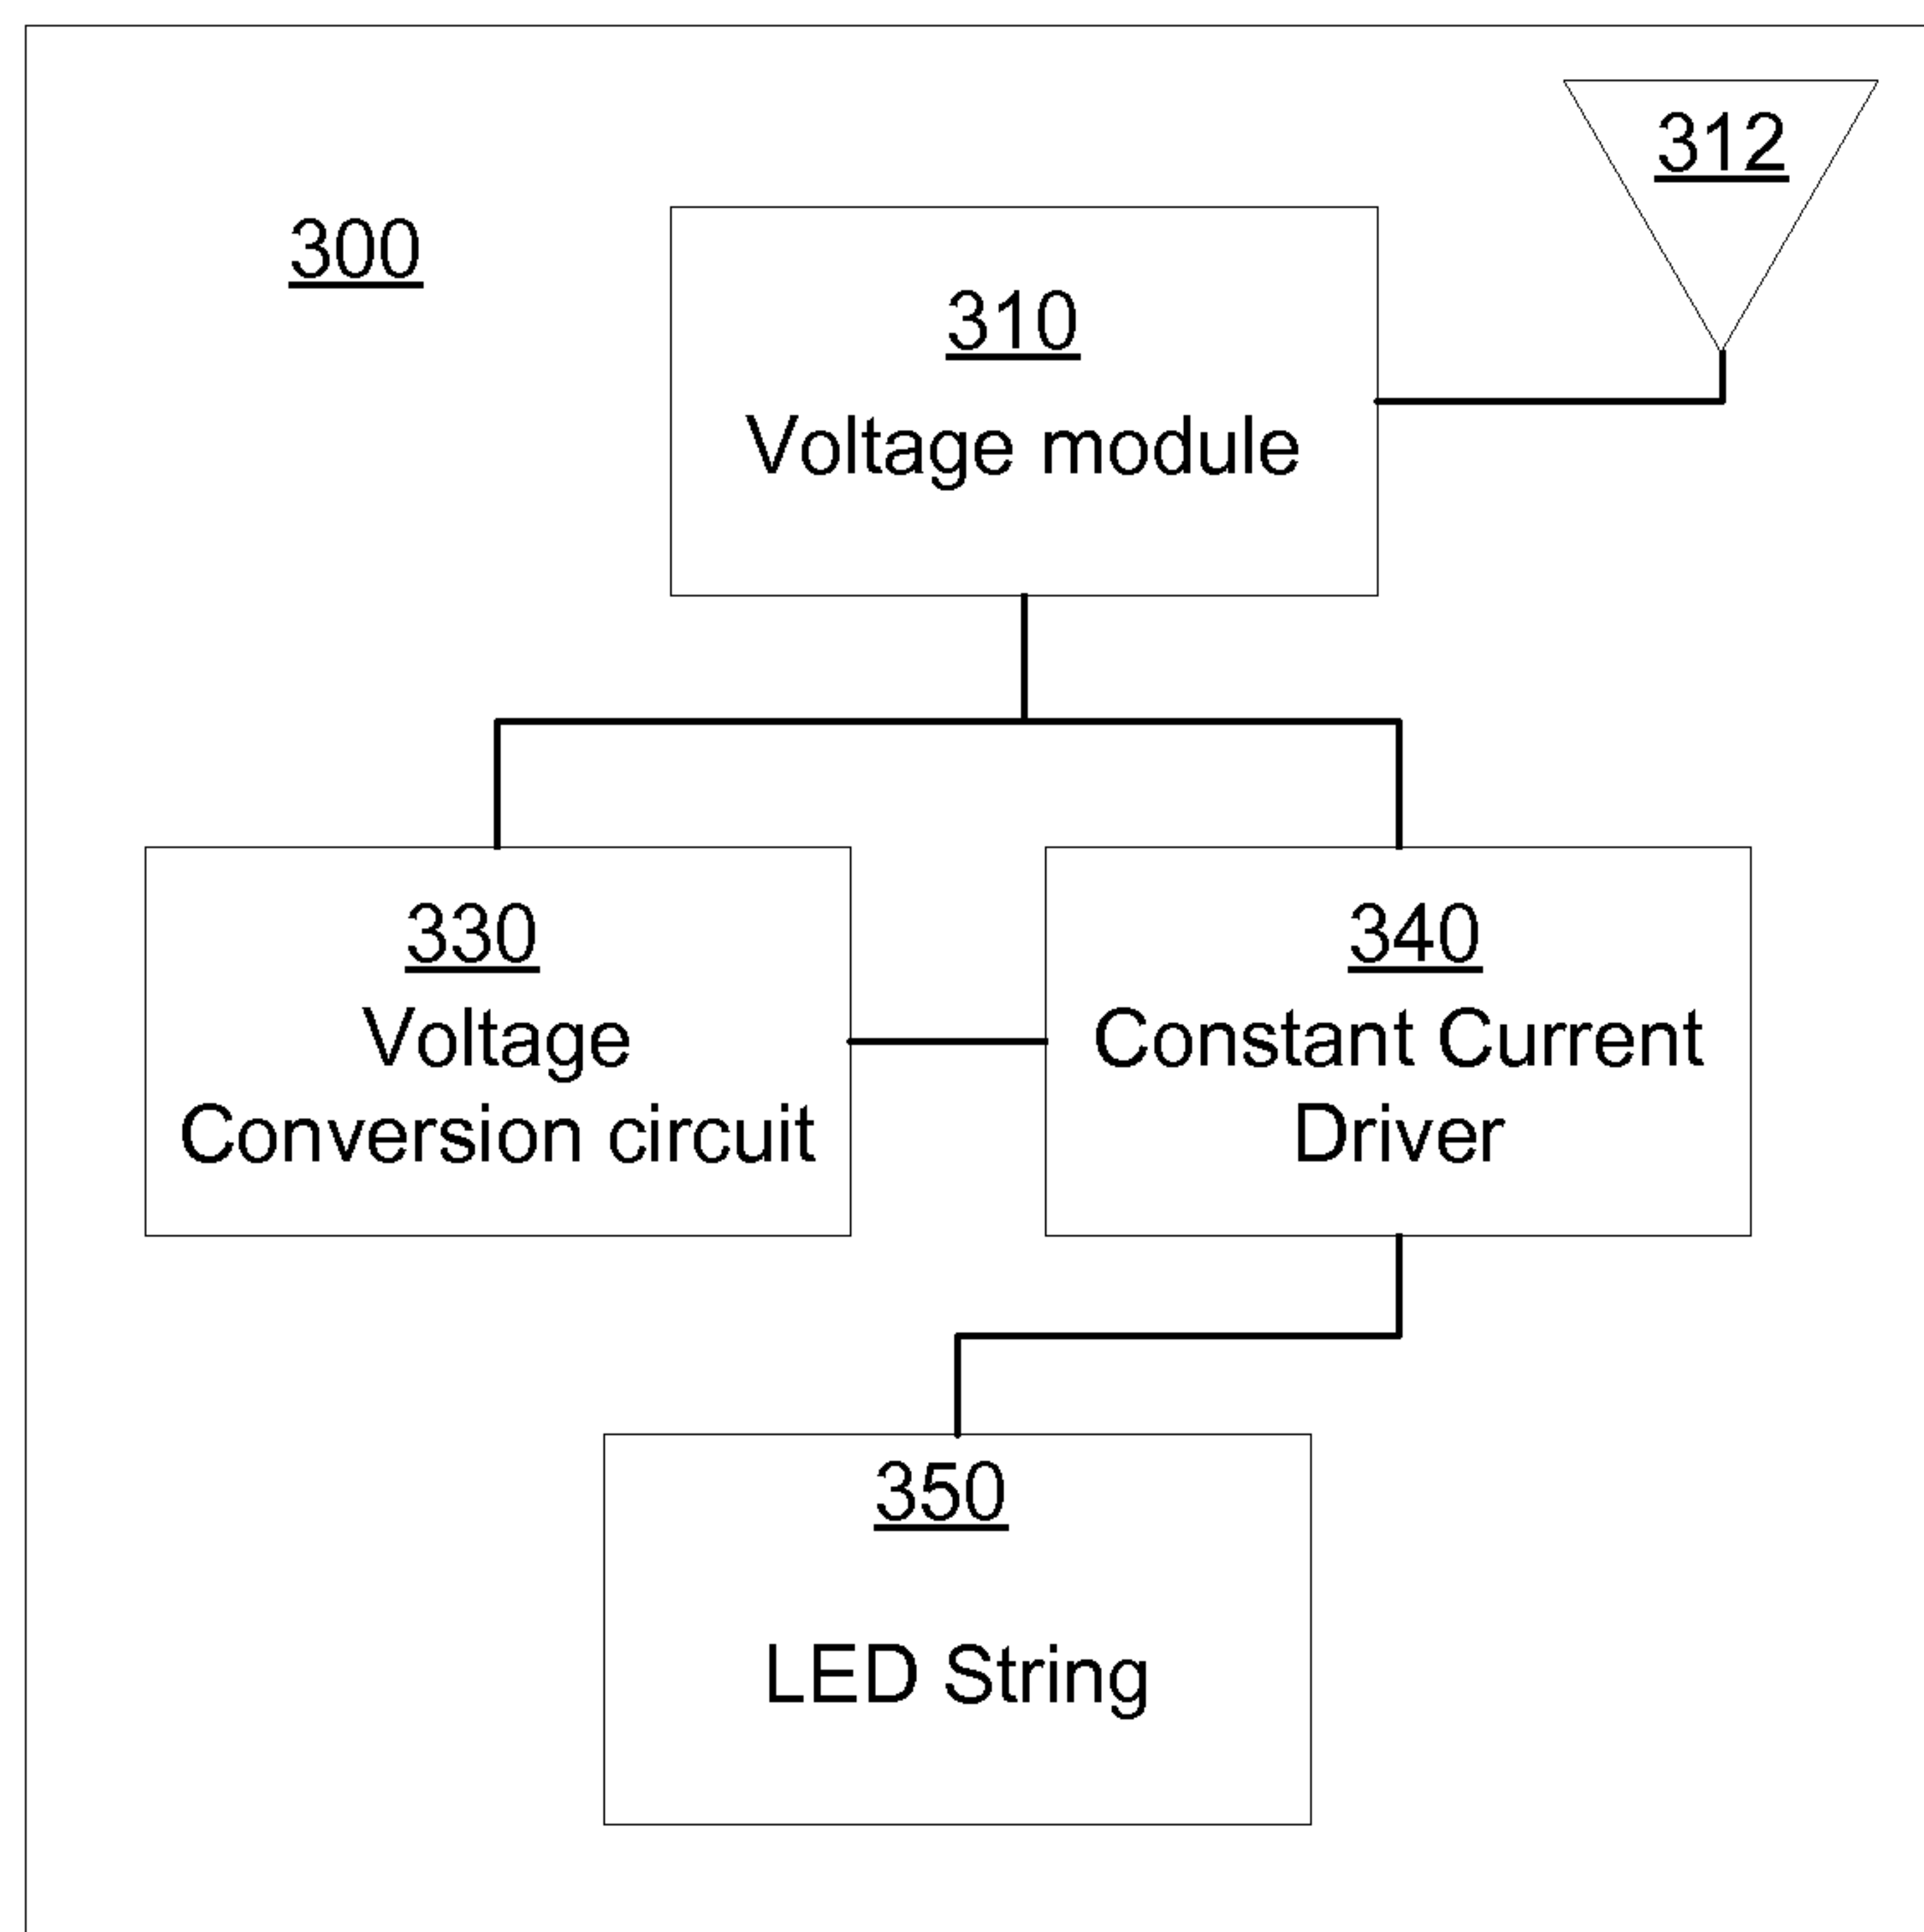 312
300
310
Voltage module
330
Voltage
Conversion circuit
340
Constant Current
Driver
350
LED String